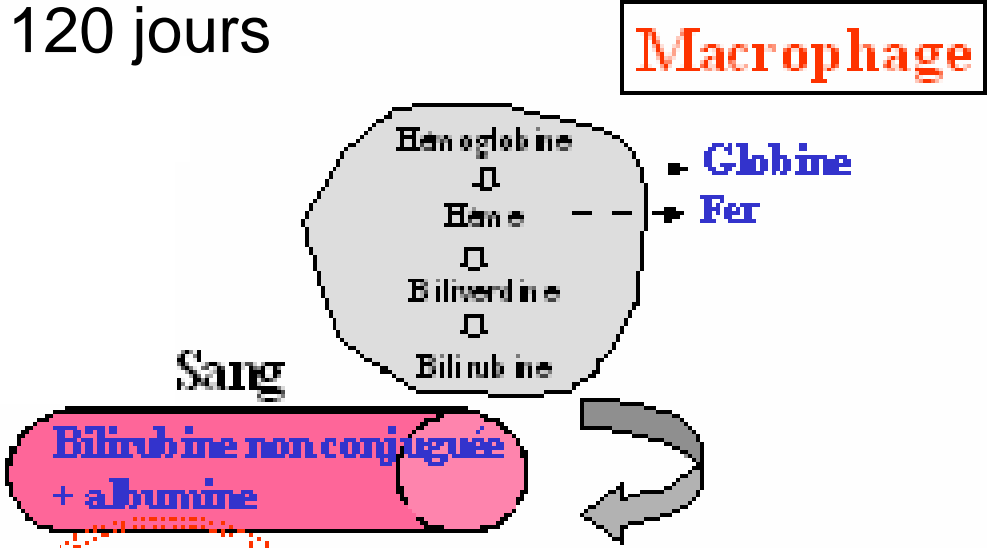 120 jours
Macrophage
Hémoglobine
Globine
Hème
Fer
Biliverdine
Bilirubine
Sang
Bilirubine non conjuguée
+ albumine